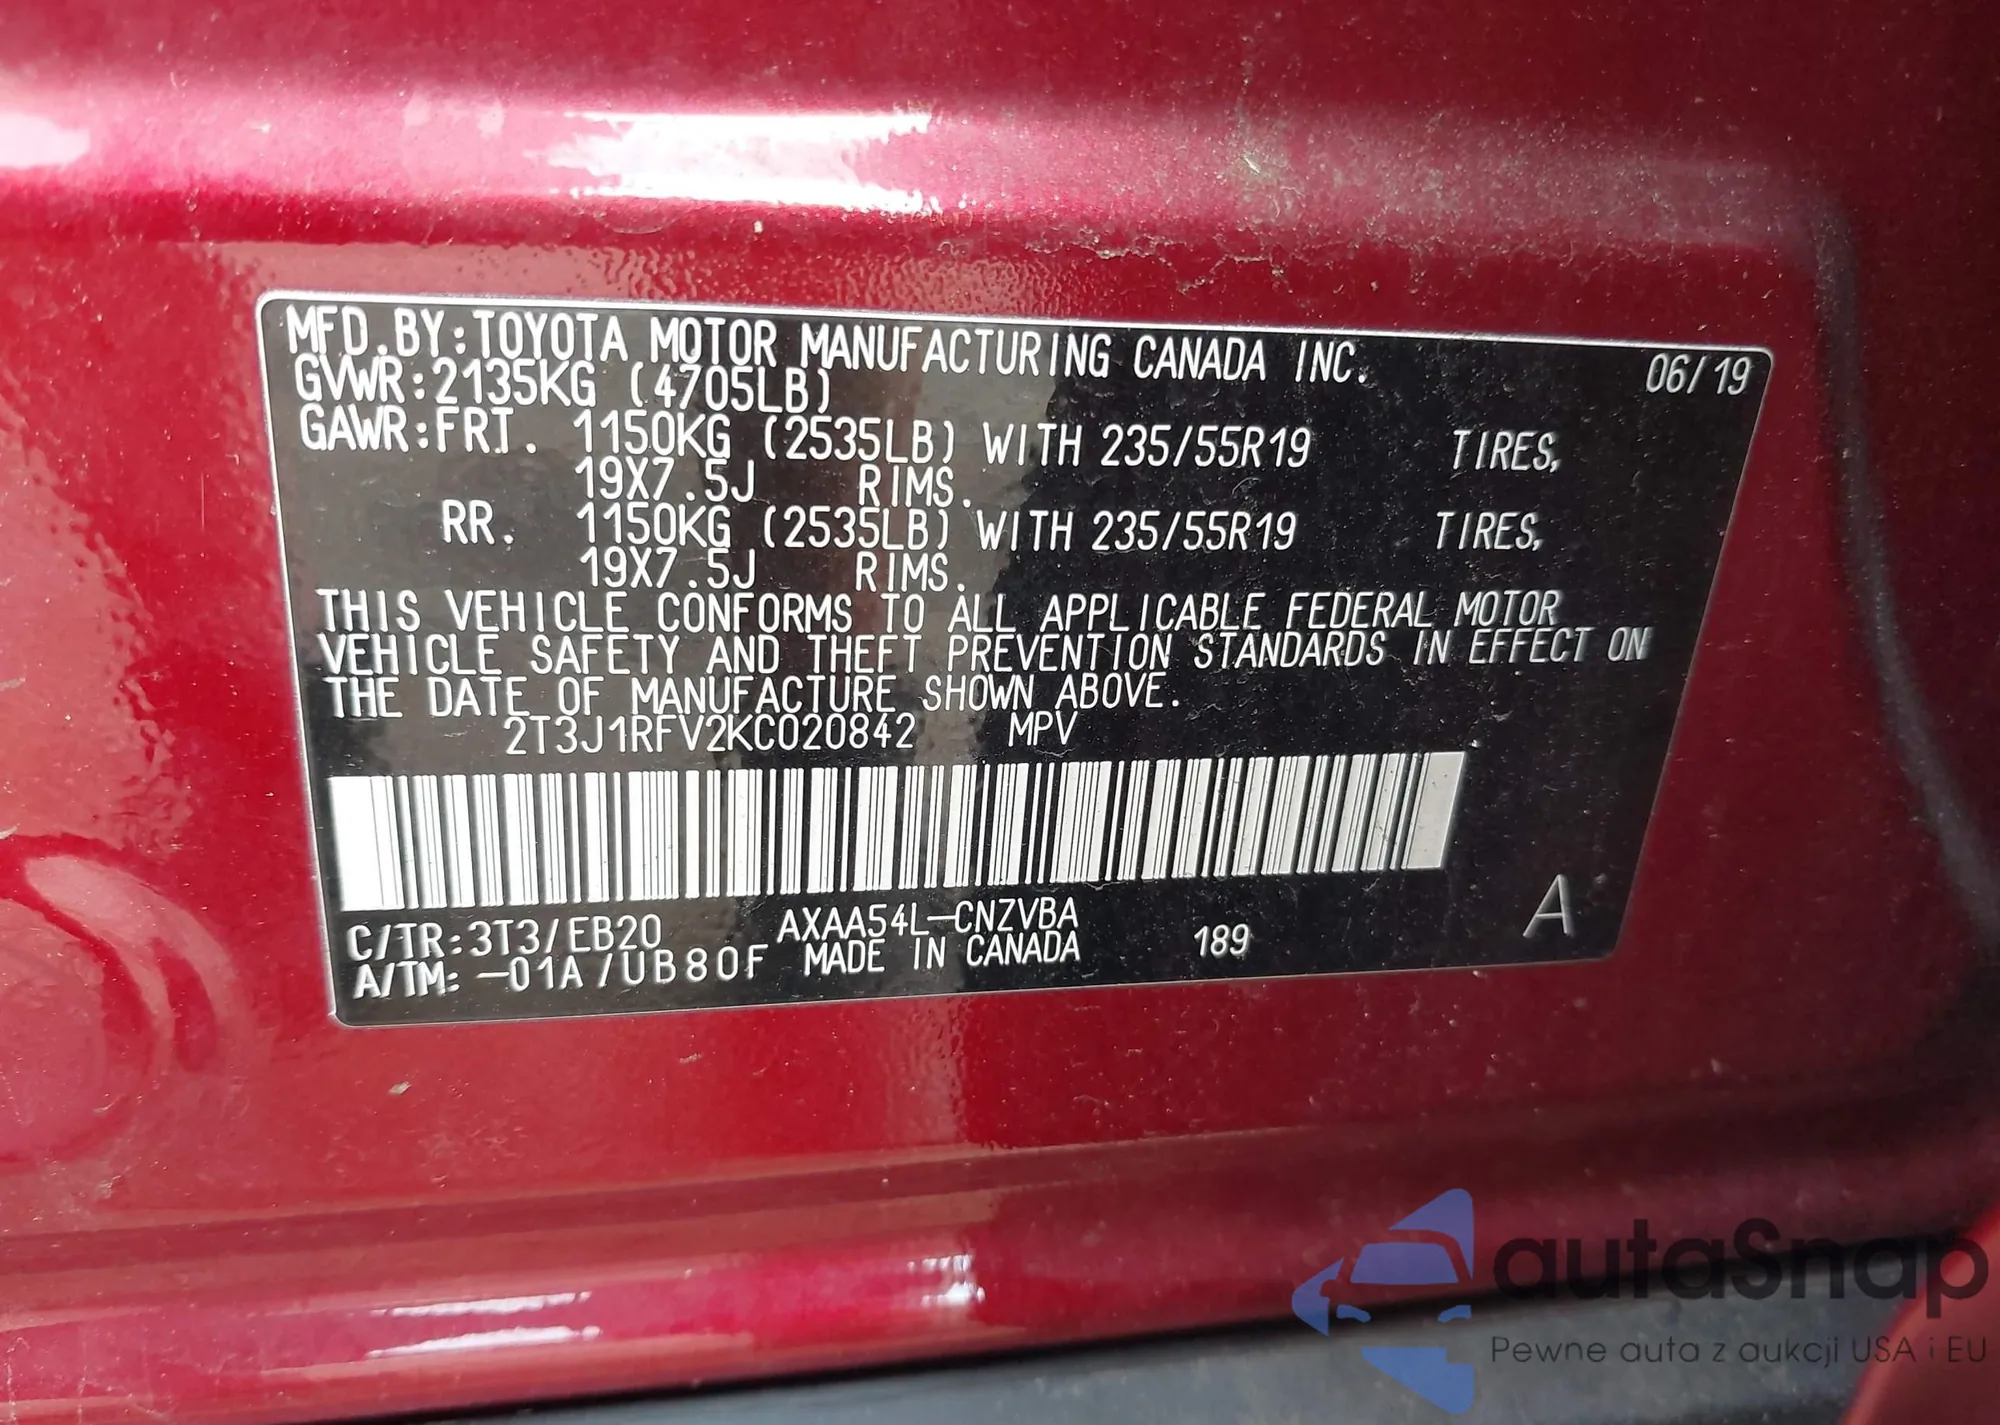 MFD.BY:TOYOTA MOTOR MANUFACTURING CANADA INC. 06/19
GVWR:2135KG (4705LB)
GAWR:FRT. 1150KG (2535LB) WITH 235/55R19 TIRES,
19X7.5J RIMS.
RR. 1150KG (2535LB) WITH 235/55R19 TIRES,
19X7.5J RIMS.
THIS VEHICLE CONFORMS TO ALL APPLICABLE FEDERAL MOTOR
VEHICLE SAFETY AND THEFT PREVENTION STANDARDS IN EFFECT ON
THE DATE OF MANUFACTURE SHOWN ABOVE.
2T3J1RFV2KC020842 MPV
C/TR:3T3/EB20 AXAA54L-CNZVBA
A/TM:-01A/UB80F MADE IN CANADA 189 A
autaSnap
Pewne auta z aukcji USA i EU